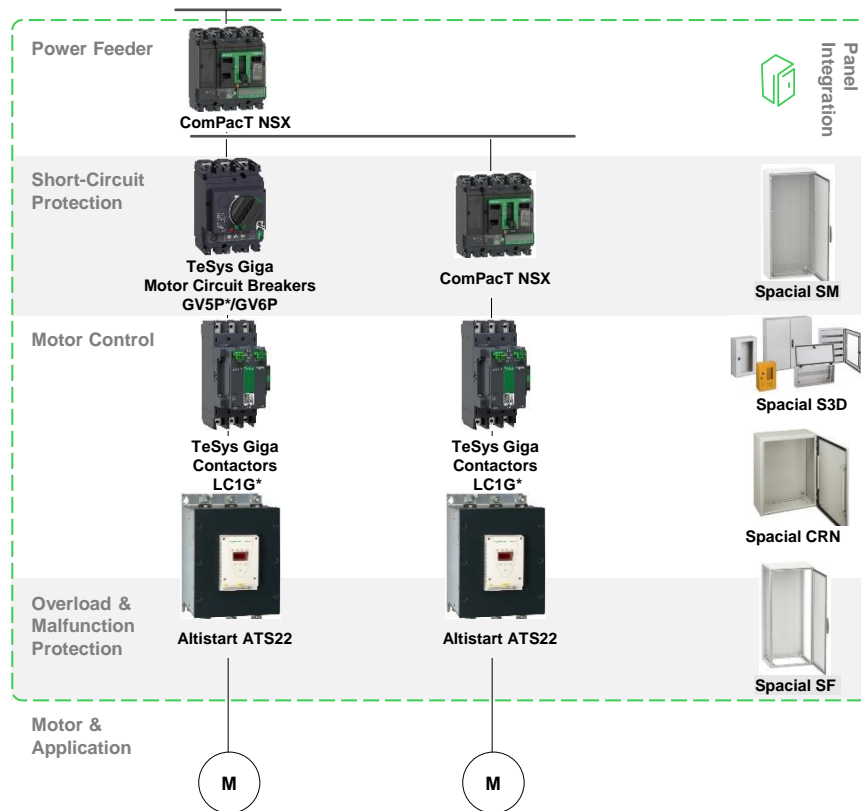 Power Feeder
ComPacT NSX
Panel
Integration
Short-Circuit
Protection
TeSys Giga
Motor Circuit Breakers
GV5P*/GV6P
ComPacT NSX
Spacial SM
Motor Control
TeSys Giga
Contactors
LC1G*
TeSys Giga
Contactors
LC1G*
Spacial S3D
Spacial CRN
Overload &
Malfunction
Protection
Altistart ATS22
Altistart ATS22
Spacial SF
Motor &
Application
M
M